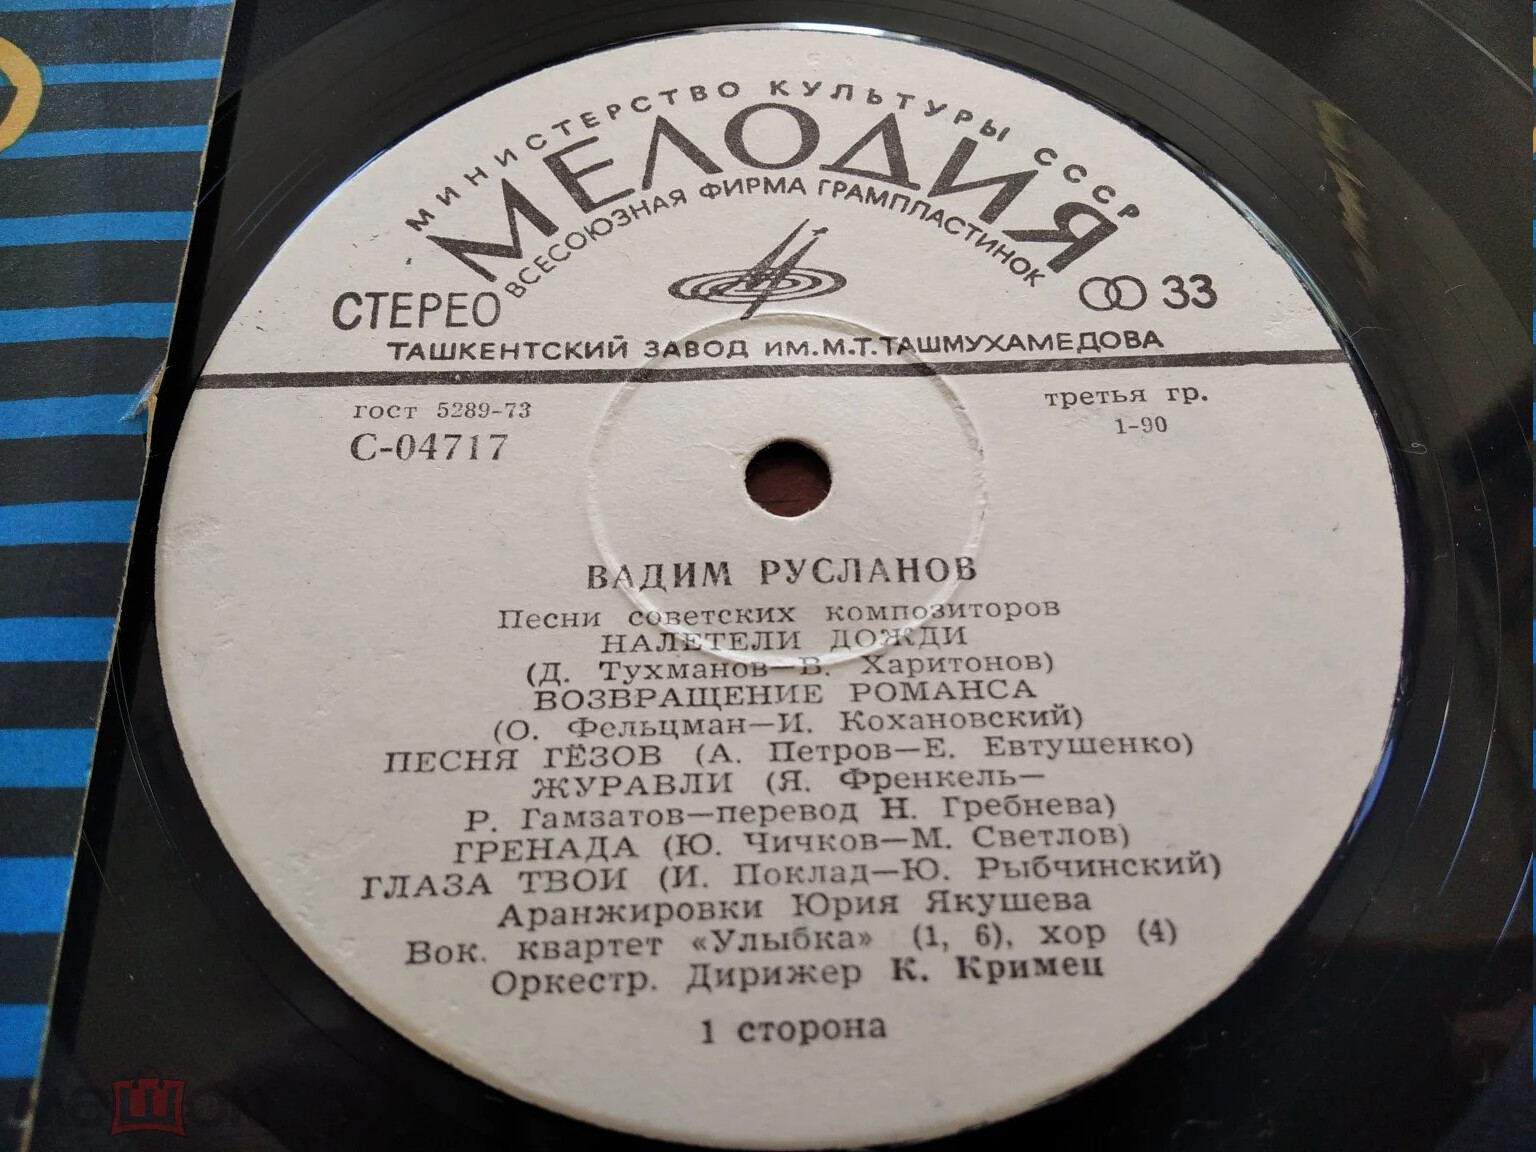 МИНИСТЕРСТВО КУЛЬТУРЫ СССР
МЕЛОДИЯ
ВСЕСОЮЗНАЯ ФИРМА ГРАМПЛАСТИНОК
СТЕРЕО
33
ТАШКЕНТСКИЙ ЗАВОД ИМ.М.Т.ТАШМУХАМЕДОВА
гост 5289-73
С-04717
третья гр.
1-90
ВАДИМ РУСЛАНОВ
Песни советских композиторов
НАЛЕТЕЛИ ДОЖДИ
(Д. Тухманов—В. Харитонов)
ВОЗВРАЩЕНИЕ РОМАНСА
(О. Фельцман—И. Кохановский)
ПЕСНЯ ГЁЗОВ (А. Петров—Е. Евтушенко)
ЖУРАВЛИ (Я. Френкель—
Р. Гамзатов—перевод Н. Гребнева)
ГРЕНАДА (Ю. Чичков—М. Светлов)
ГЛАЗА ТВОИ (И. Поклад—Ю. Рыбчинский)
Аранжировки Юрия Якушева
Вок. квартет «Улыбка» (1, 6), хор (4)
Оркестр. Дирижер К. Кримец
1 сторона
мешок